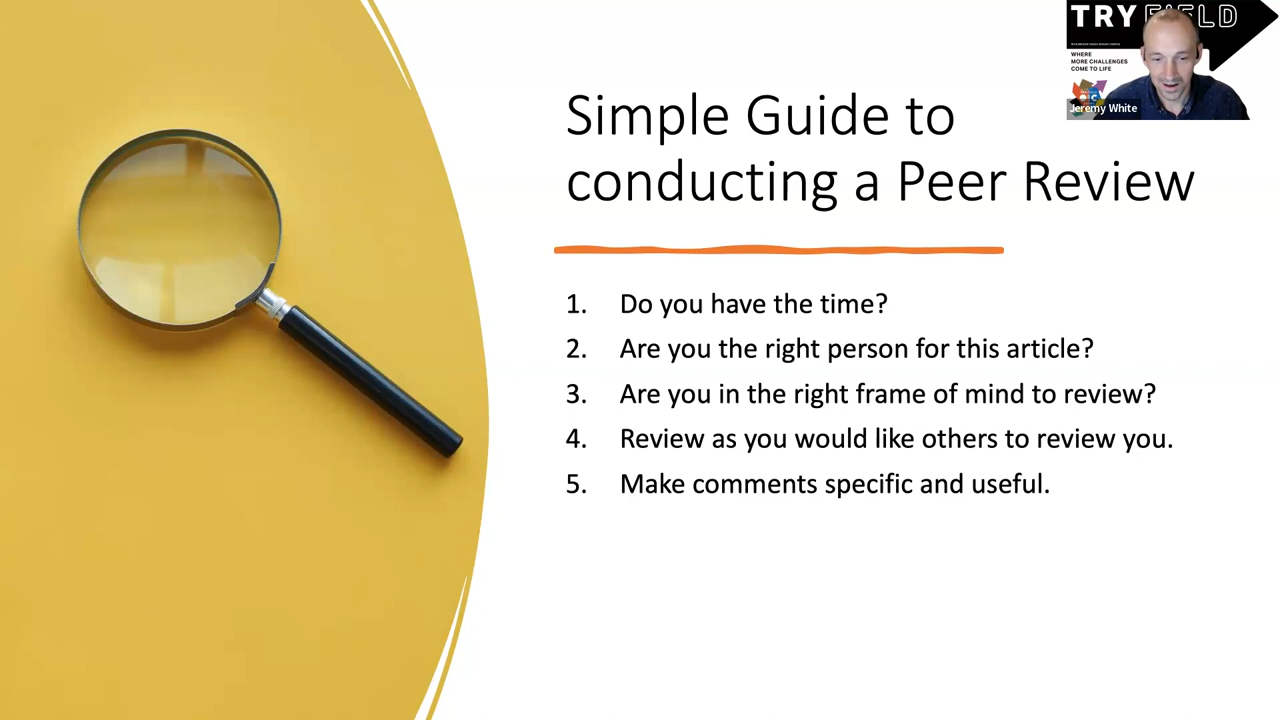 Simple Guide to
conducting a Peer Review
1. Do you have the time?
2. Are you the right person for this article?
3. Are you in the right frame of mind to review?
4. Review as you would like others to review you.
5. Make comments specific and useful.
TRY FIELD
WHERE
MORE CHALLENGES
COME TO LIFE
Jeremy White